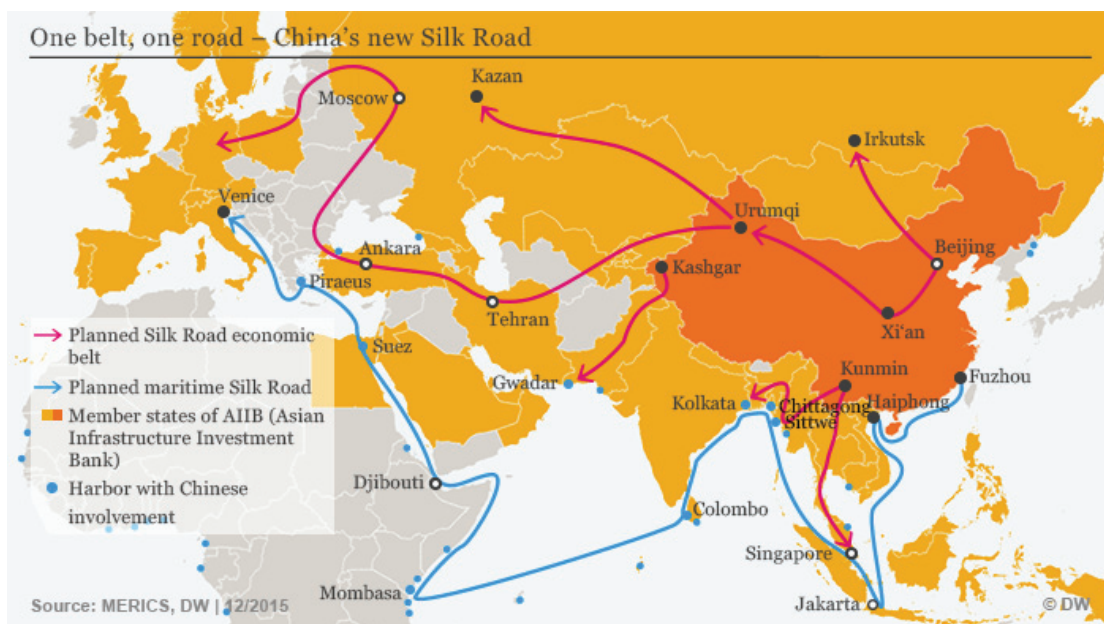 One belt, one road – China's new Silk Road
Kazan
Moscow
Irkutsk
Venice
Urumqi
Ankara
Beijing
Kashgar
Piraeus
Tehran
Xi‘an
Planned Silk Road economic
belt
Suez
Kunmin
Gwadar
Fuzhou
Planned maritime Silk Road
Kolkata
Chittagong
Haiphong
Sittwe
Member states of AIIB (Asian
Infrastructure Investment
Bank)
Djibouti
Harbor with Chinese
involvement
Colombo
Singapore
Mombasa
Jakarta
Source: MERICS, DW | 12/2015
© DW